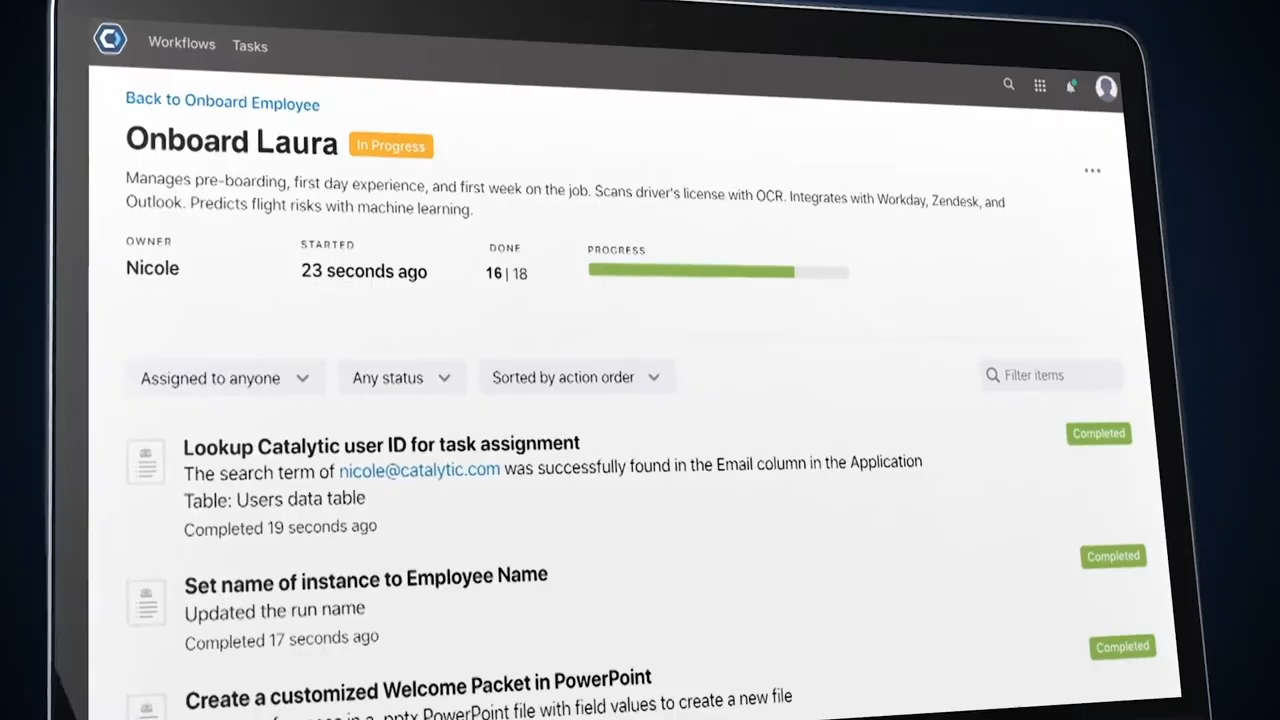 Workflows Tasks
Back to Onboard Employee
Onboard Laura In Progress
Manages pre-boarding, first day experience, and first week on the job. Scans driver's license with OCR. Integrates with Workday, Zendesk, and
Outlook. Predicts flight risks with machine learning.
OWNER STARTED DONE PROGRESS
Nicole 23 seconds ago 16 | 18
Assigned to anyone Any status Sorted by action order Filter items
Lookup Catalytic user ID for task assignment Completed
The search term of nicole@catalytic.com was successfully found in the Email column in the Application
Table: Users data table
Completed 19 seconds ago
Set name of instance to Employee Name Completed
Updated the run name
Completed 17 seconds ago
Create a customized Welcome Packet in PowerPoint Completed
in a .pptx PowerPoint file with field values to create a new file